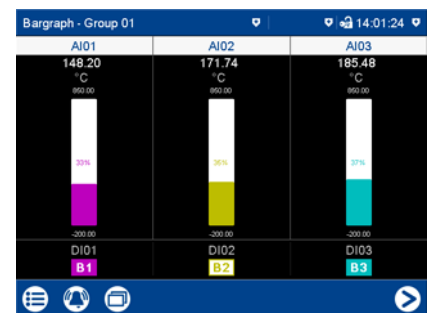 Bargraph - Group 01 14:01:24
AI01 AI02 AI03
148.20 171.74 185.48
°C °C °C
850.00 850.00 850.00
33% 36% 37%
-200.00 -200.00 -200.00
DI01 DI02 DI03
B1 B2 B3